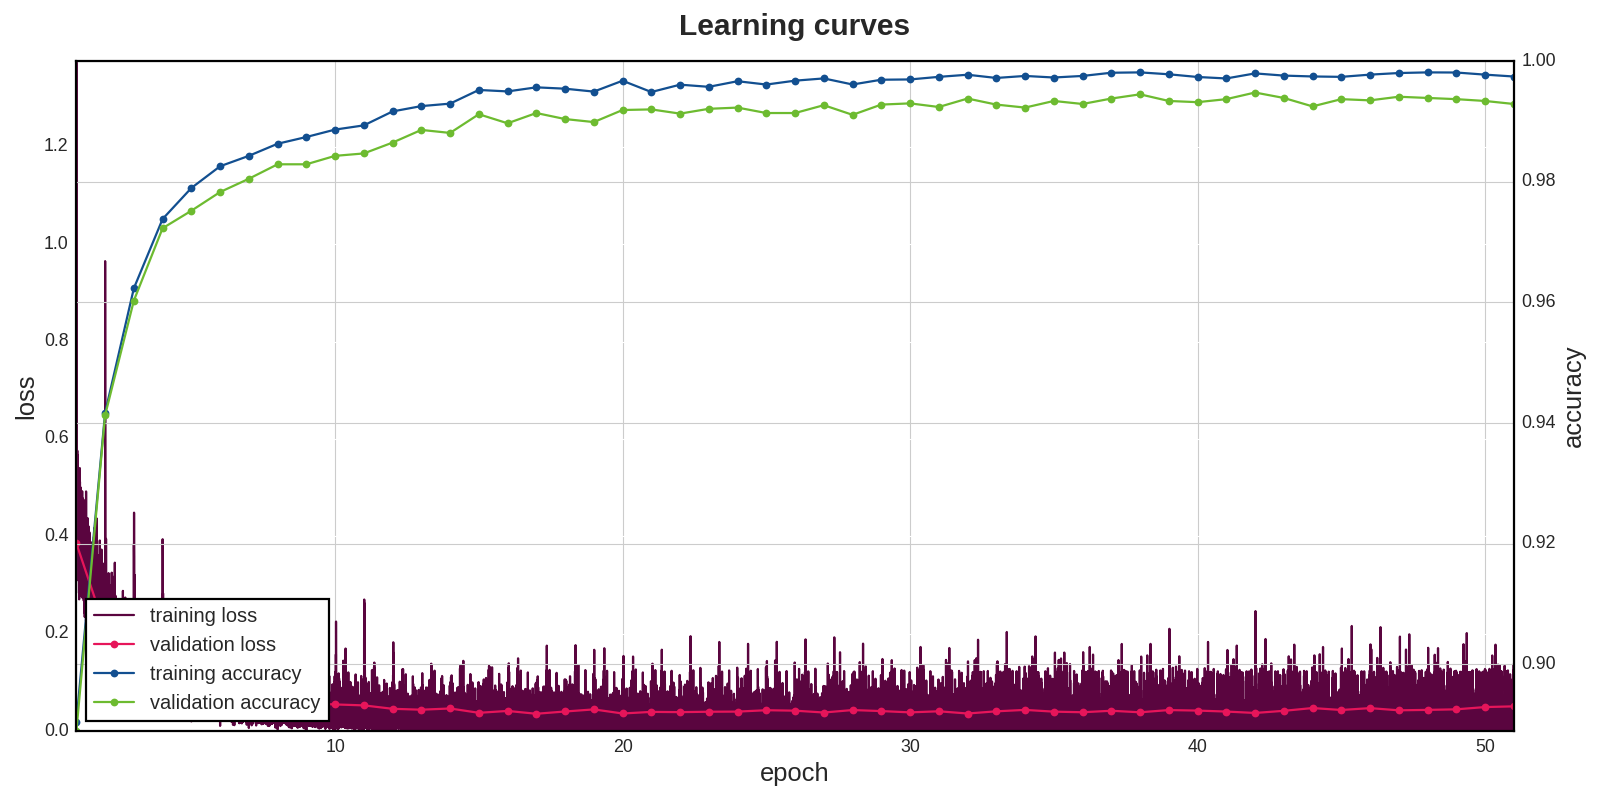 Learning curves
1.2
1.0
0.8
0.6
0.4
0.2
0.0
loss
1.00
0.98
0.96
0.94
0.92
0.90
accuracy
training loss
validation loss
training accuracy
validation accuracy
10 20 30 40 50
epoch